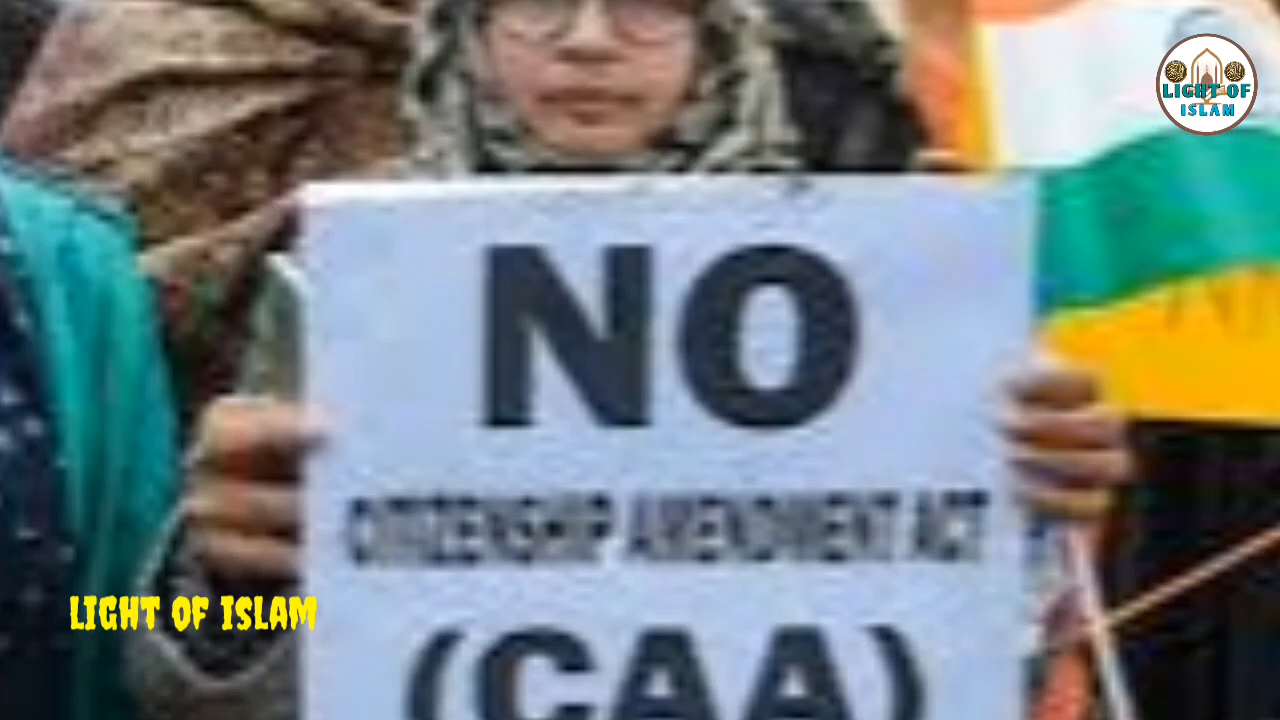 LIGHT OF
ISLAM
NO
CITIZENSHIP AMENDMENT ACT
(CAA)
LIGHT OF ISLAM